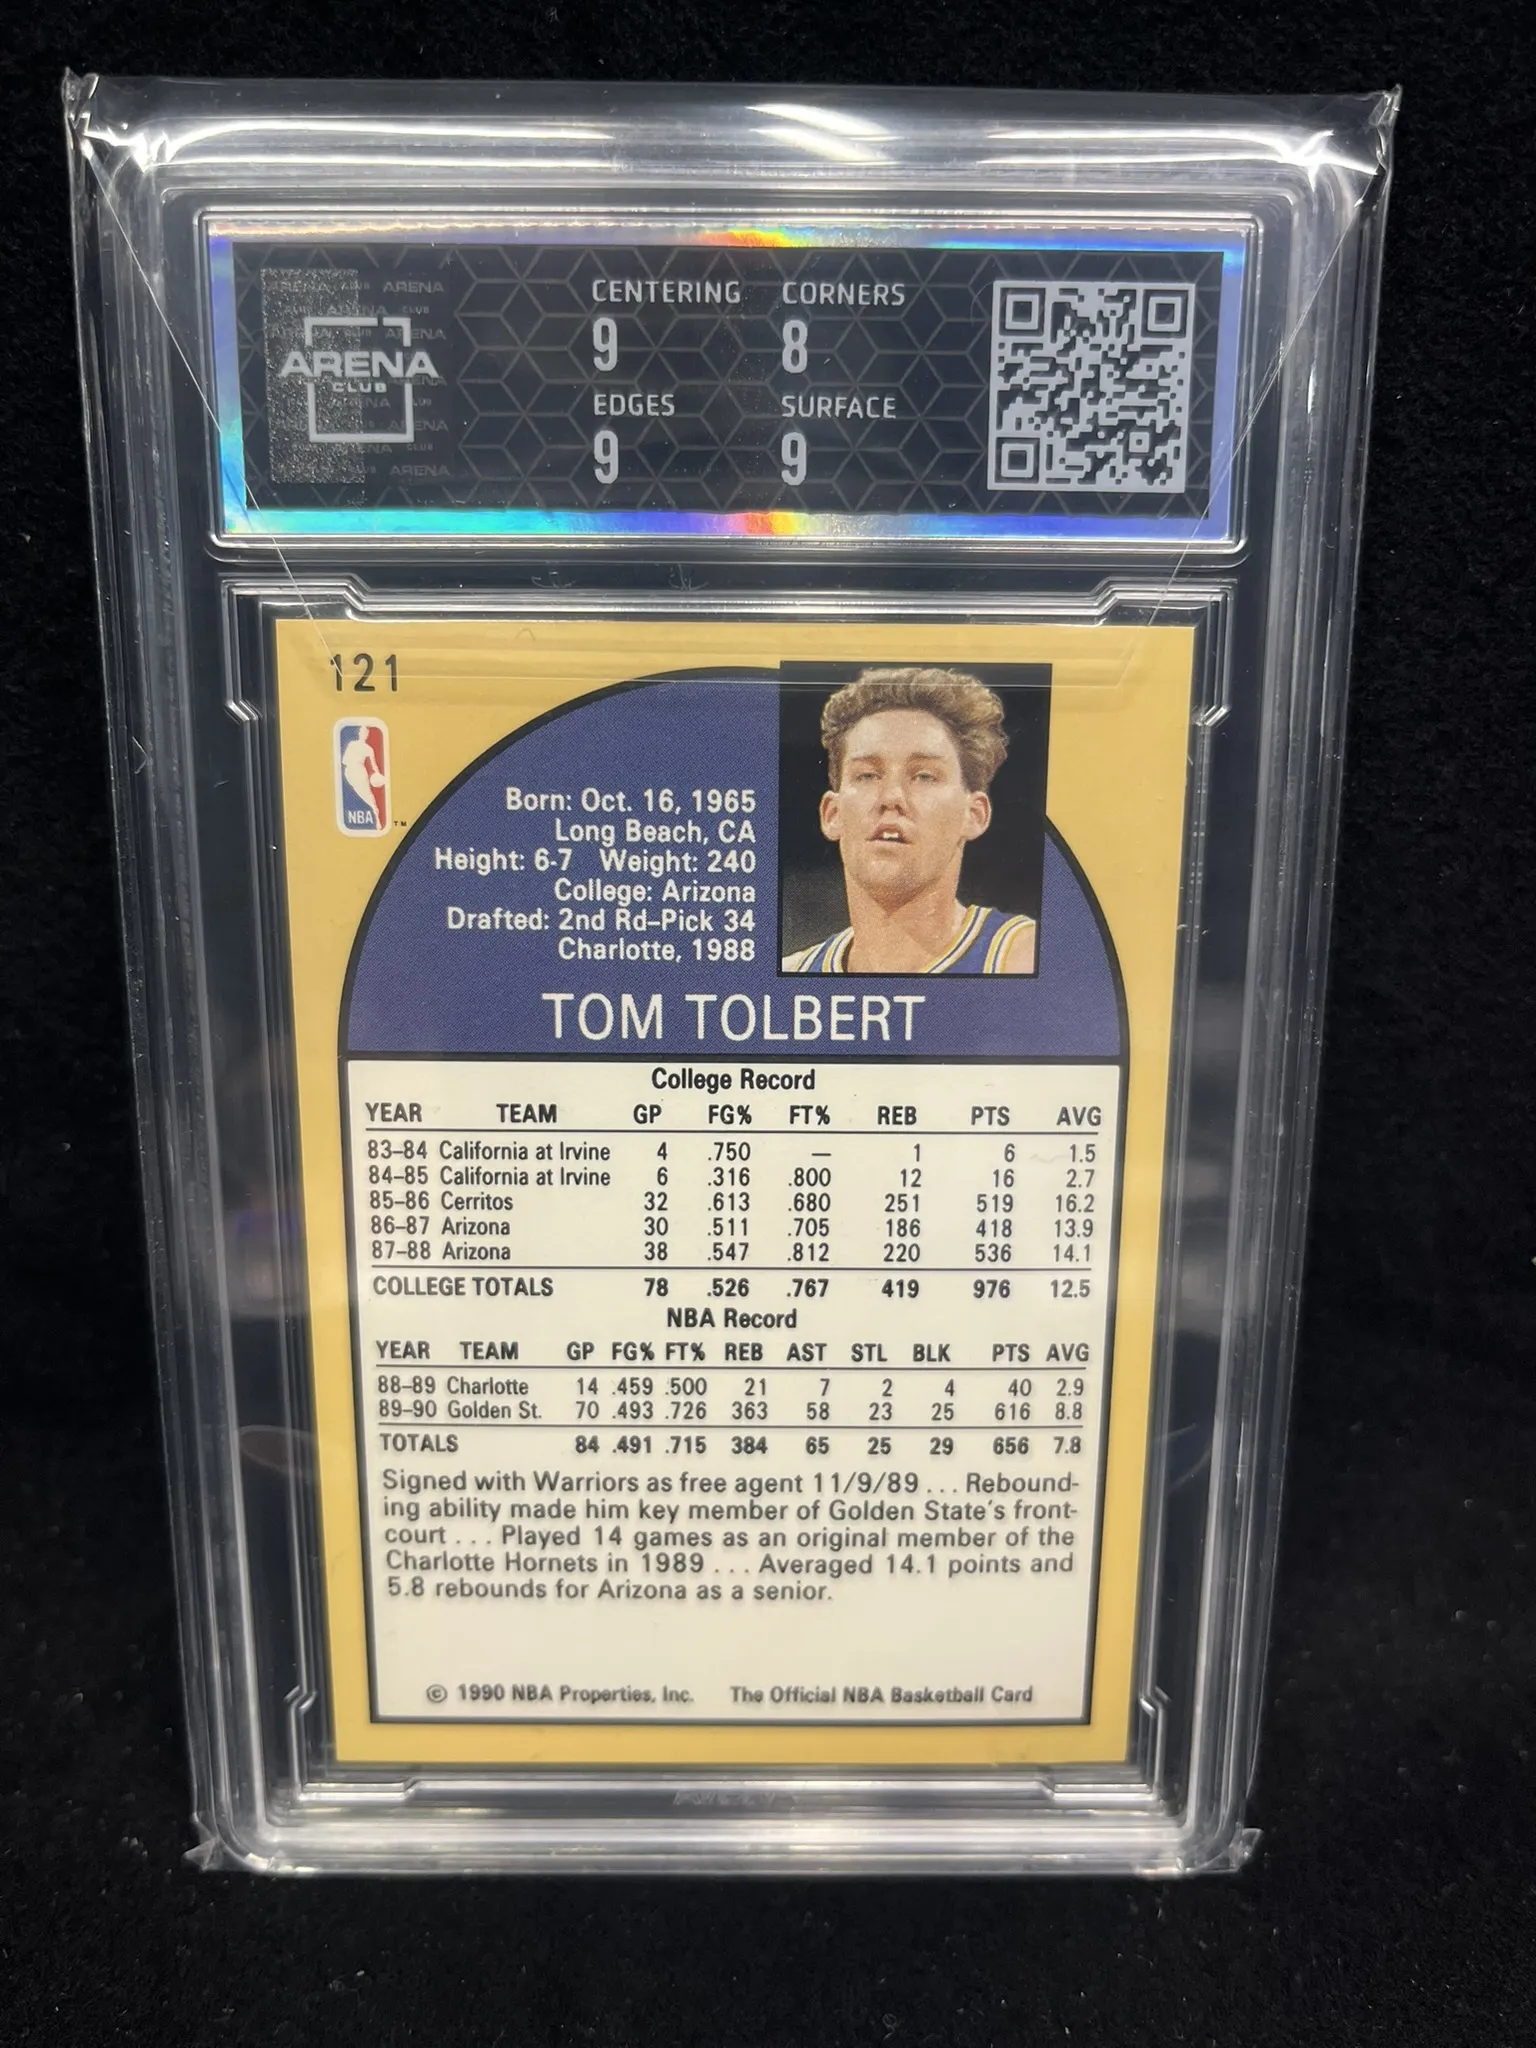 ARENA
CLUB
CENTERING CORNERS
9 8
EDGES SURFACE
9 9
121
NBA ™
Born: Oct. 16, 1965
Long Beach, CA
Height: 6-7 Weight: 240
College: Arizona
Drafted: 2nd Rd-Pick 34
Charlotte, 1988
TOM TOLBERT
College Record
YEAR TEAM GP FG% FT% REB PTS AVG
83-84 California at Irvine 4 .750 — 1 6 1.5
84-85 California at Irvine 6 .316 .800 12 16 2.7
85-86 Cerritos 32 .613 .680 251 519 16.2
86-87 Arizona 30 .511 .705 186 418 13.9
87-88 Arizona 38 .547 .812 220 536 14.1
COLLEGE TOTALS 78 .526 .767 419 976 12.5
NBA Record
YEAR TEAM GP FG% FT% REB AST STL BLK PTS AVG
88-89 Charlotte 14 .459 .500 21 7 2 4 40 2.9
89-90 Golden St. 70 .493 .726 363 58 23 25 616 8.8
TOTALS 84 .491 .715 384 65 25 29 656 7.8
Signed with Warriors as free agent 11/9/89 . . . Rebound-
ing ability made him key member of Golden State's front-
court . . . Played 14 games as an original member of the
Charlotte Hornets in 1989 . . . Averaged 14.1 points and
5.8 rebounds for Arizona as a senior.
© 1990 NBA Properties, Inc. The Official NBA Basketball Card